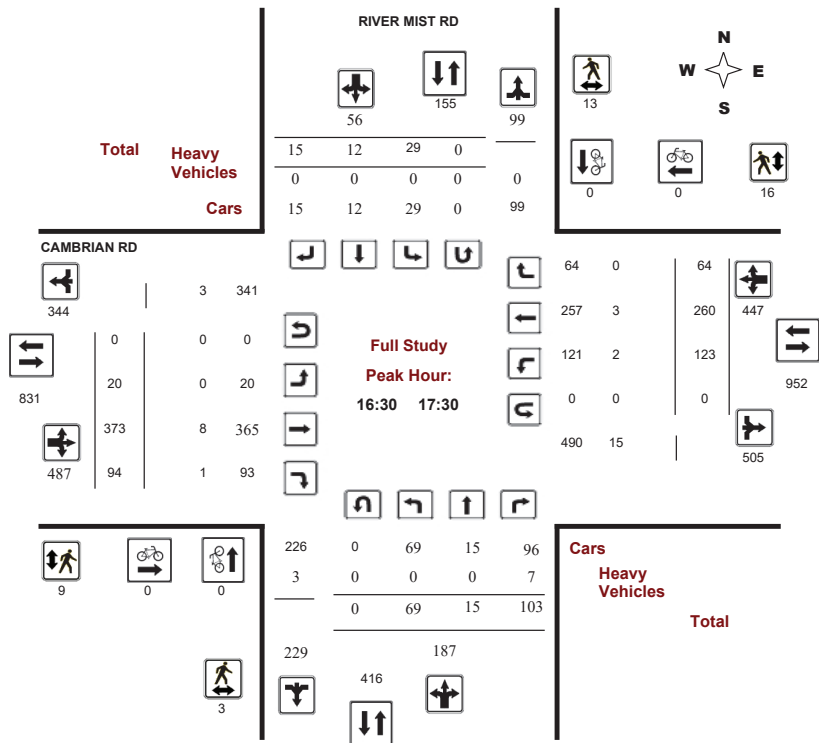 RIVER MIST RD
N
W E
S
155
13
56 99
Total Heavy
Vehicles
Cars
15 12 29 0
0 0 0 0 0
15 12 29 0 99
0 0 16
CAMBRIAN RD
344
3 341
831
0 0 0
20 0 20
373 8 365
487
94 1 93
Full Study
Peak Hour:
16:30 17:30
64 0 64
257 3 260 447
121 2 123
952
0 0 0
490 15
505
9 0 0
226 0 69 15 96
3 0 0 0 7
0 69 15 103
Cars
Heavy
Vehicles
Total
229 187
416
3